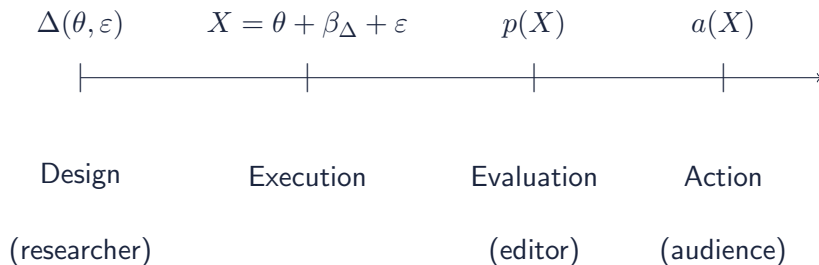 Δ(θ, ε) X = θ + β_Δ + ε p(X) a(X)
Design Execution Evaluation Action
(researcher) (editor) (audience)